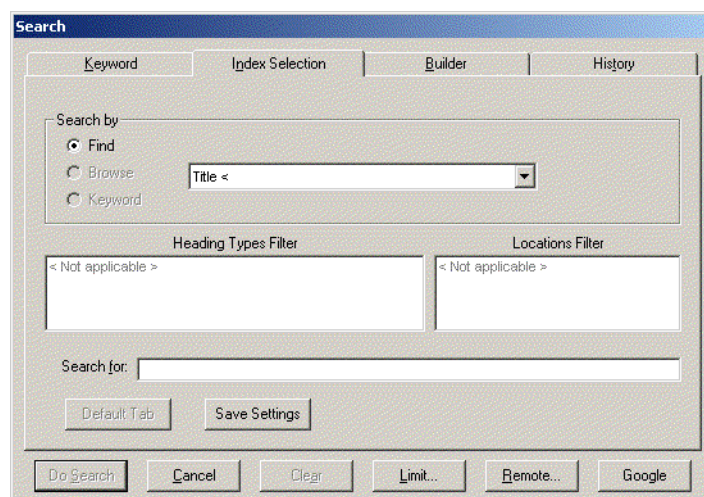 Search
Keyword Index Selection Builder History
Search by
Find
Browse
Title <
Keyword
Heading Types Filter Locations Filter
< Not applicable > < Not applicable >
Search for:
Default Tab Save Settings
Do Search Cancel Clear Limit... Remote... Google